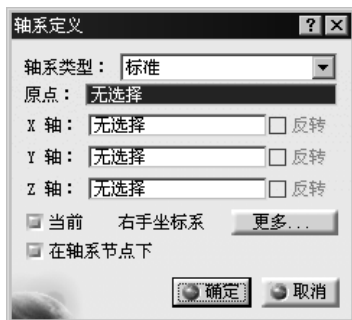 轴系定义
轴系类型： 标准
原点： 无选择
X 轴： 无选择 反转
Y 轴： 无选择 反转
Z 轴： 无选择 反转
当前 右手坐标系 更多...
在轴系节点下
确定 取消